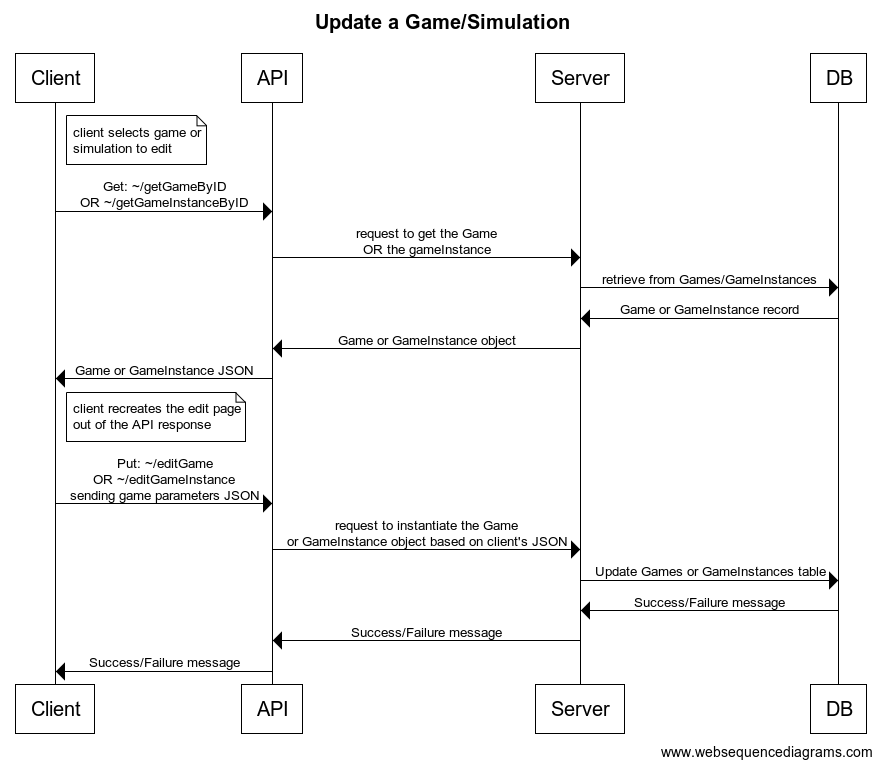 Update a Game/Simulation
Client
API
Server
DB
client selects game or
simulation to edit
Get: ~/getGameByID
OR ~/getGameInstanceByID
request to get the Game
OR the gameInstance
retrieve from Games/GameInstances
Game or GameInstance record
Game or GameInstance object
Game or GameInstance JSON
client recreates the edit page
out of the API response
Put: ~/editGame
OR ~/editGameInstance
sending game parameters JSON
request to instantiate the Game
or GameInstance object based on client's JSON
Update Games or GameInstances table
Success/Failure message
Success/Failure message
Success/Failure message
Client
API
Server
DB
www.websequencediagrams.com